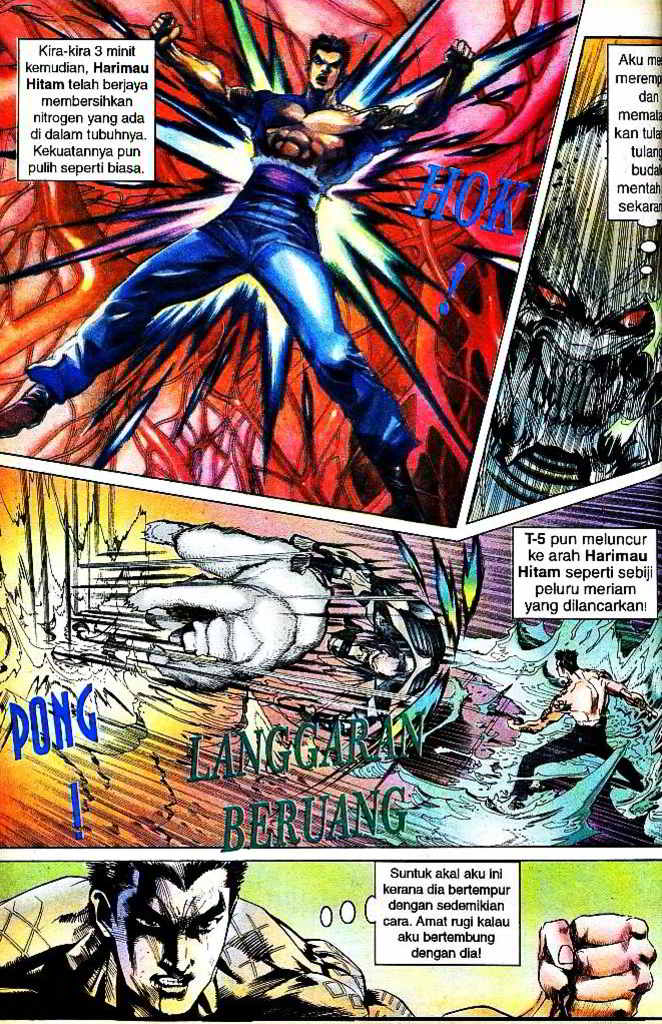 Kira-kira 3 minit
kemudian, Harimau
Hitam telah berjaya
membersihkan
nitrogen yang ada
di dalam tubuhnya.
Kekuatannya pun
pulih seperti biasa.
HOK
!
Aku
dan
T-5 pun meluncur
ke arah Harimau
Hitam seperti sebiji
peluru meriam
yang dilancarkan!
PONG
!
LANGGARAN
BERUANG
Suntuk akal aku ini
kerana dia bertempur
dengan sedemikian
cara. Amat rugi kalau
aku bertembung
dengan dia!